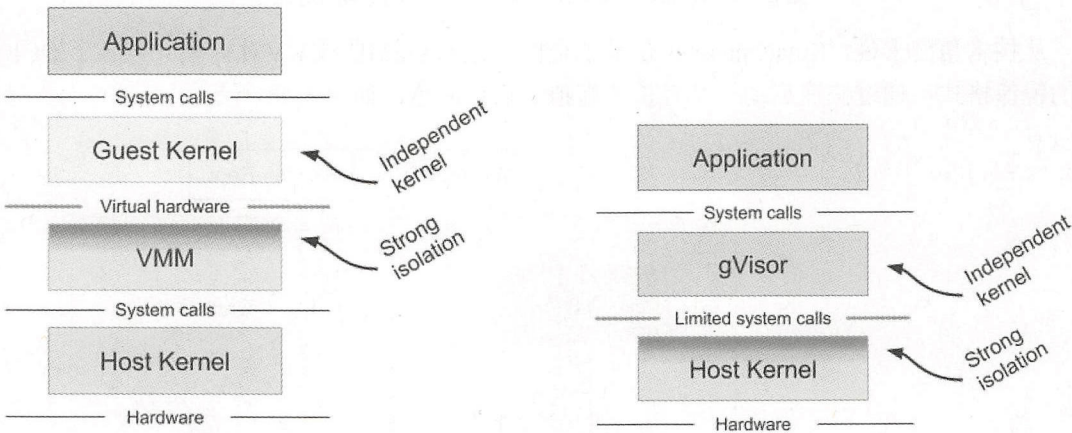 Application
System calls
Guest Kernel
Independent
kernel
Virtual hardware
Strong
isolation
VMM
System calls
Host Kernel
Hardware
Application
System calls
gVisor
Independent
kernel
Limited system calls
Strong
isolation
Host Kernel
Hardware